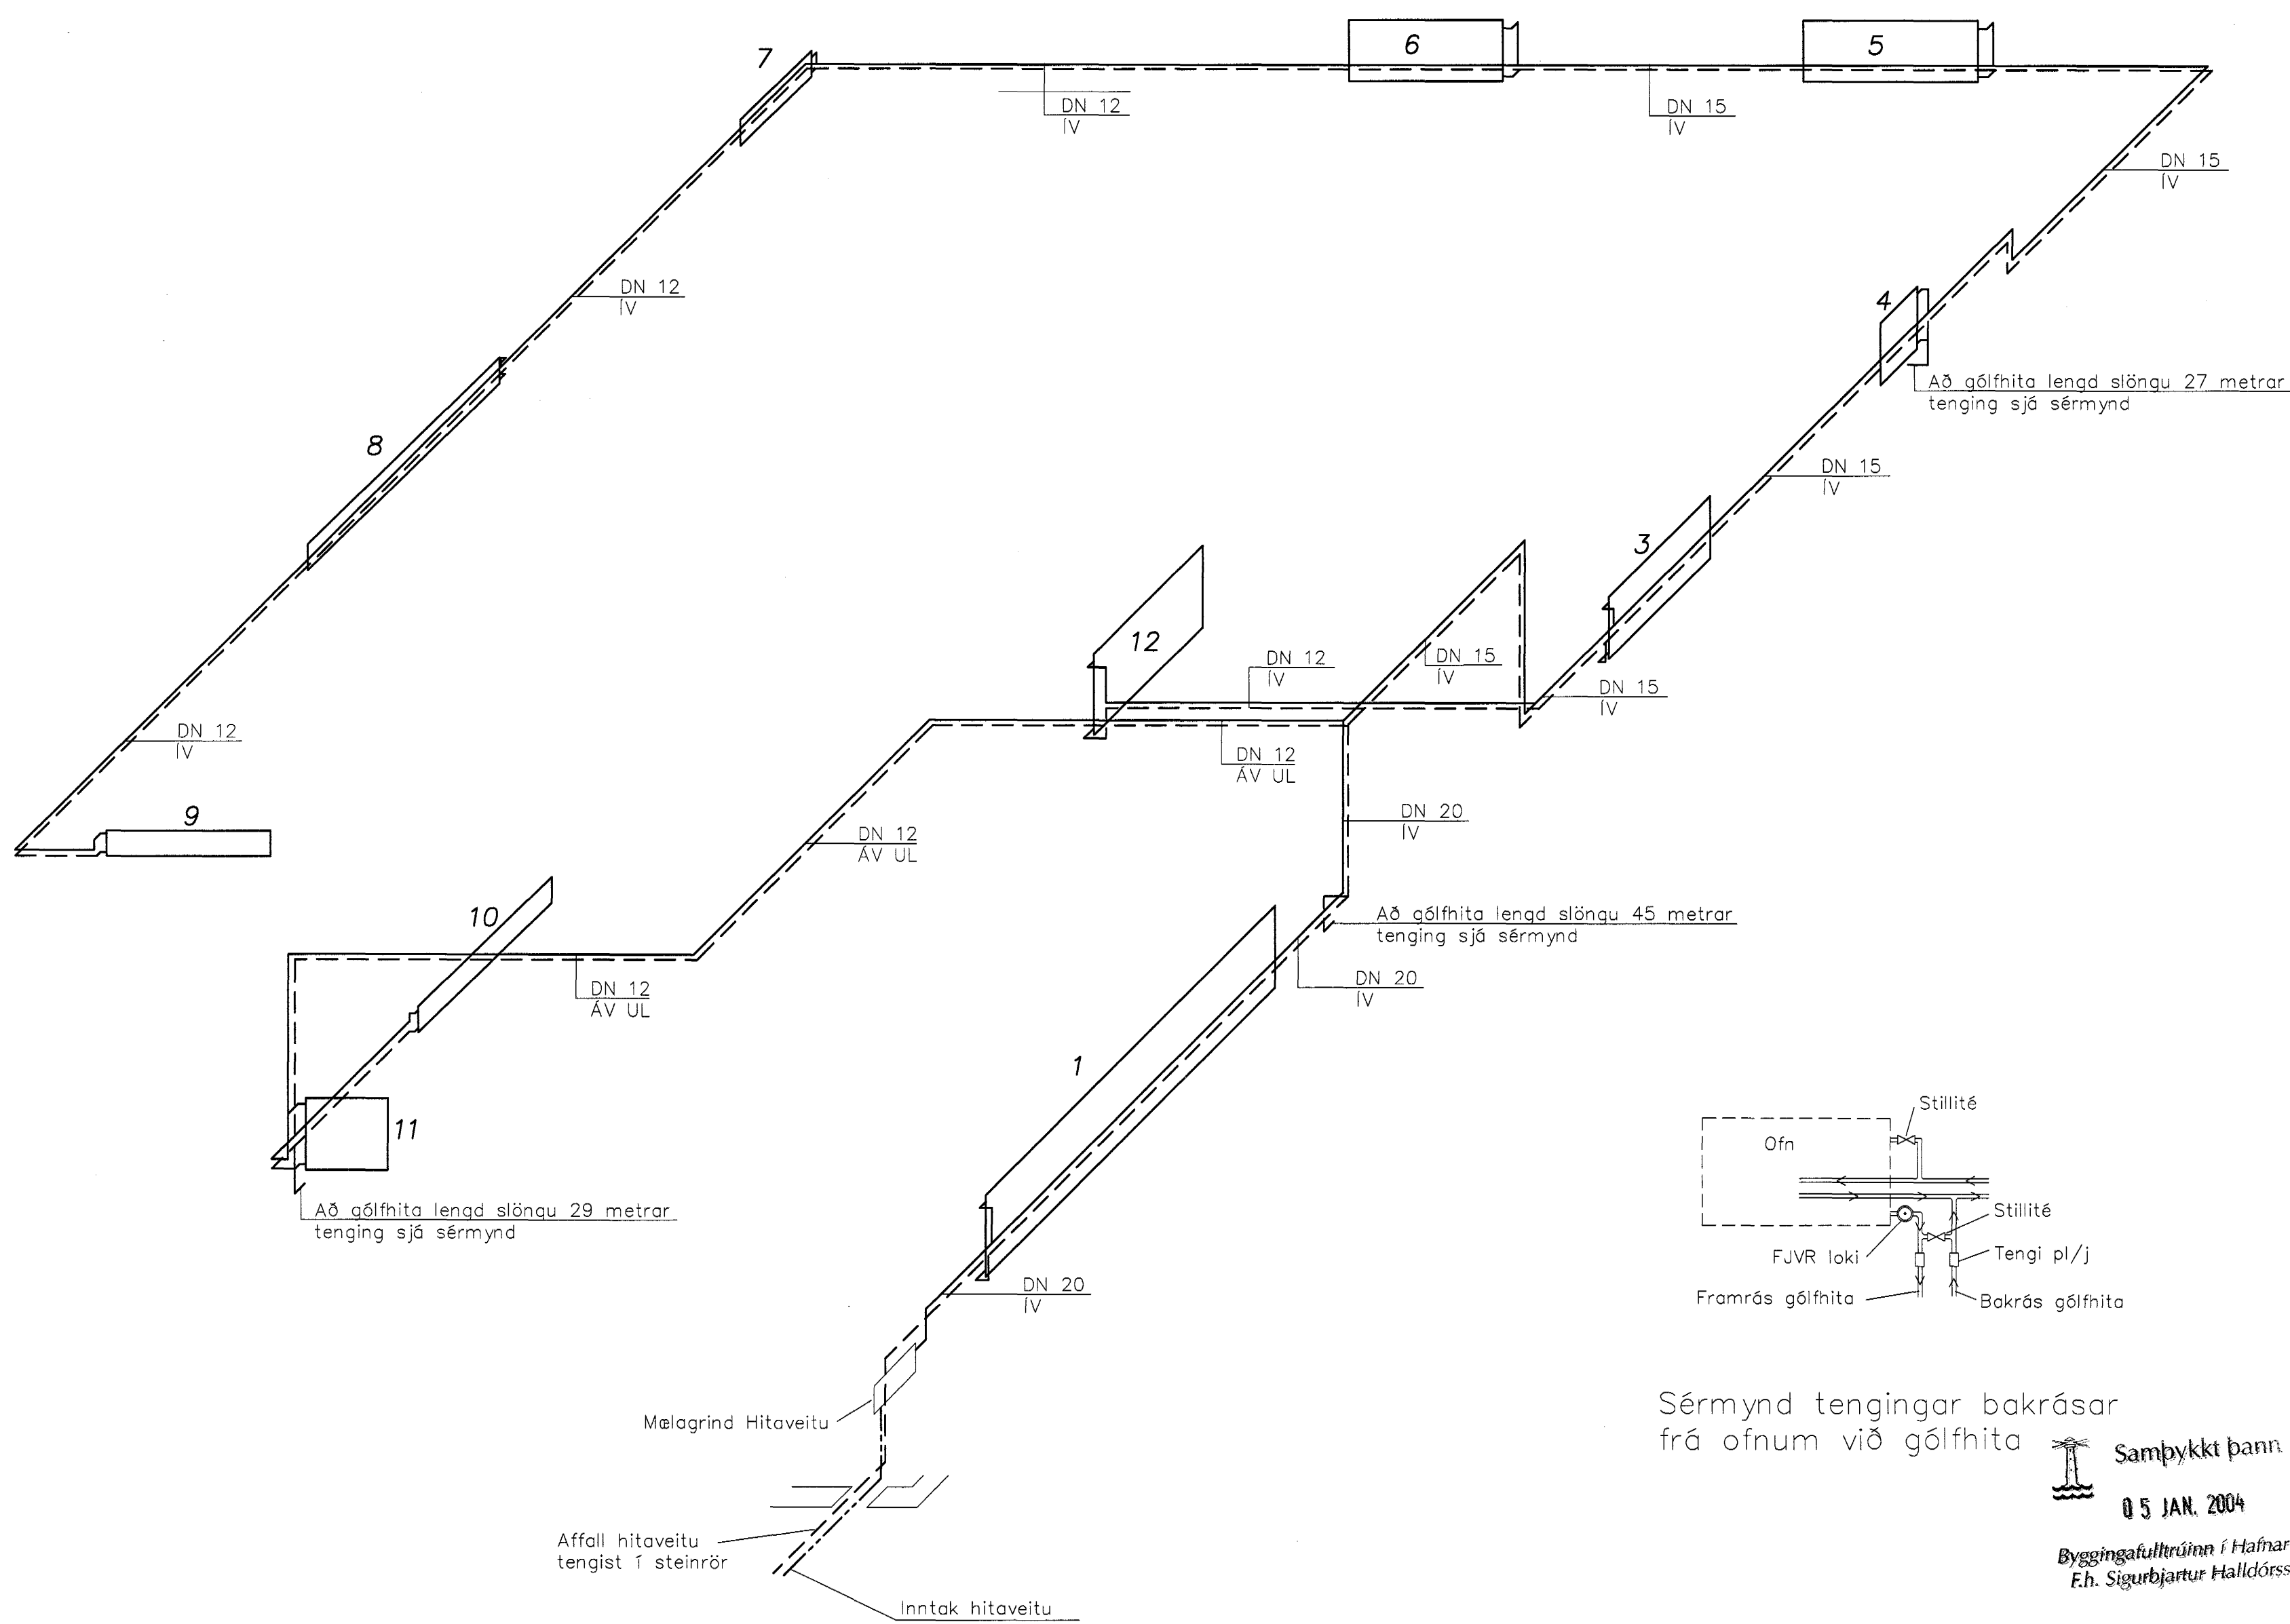 7
6
5
DN 12
ÍV
DN 15
ÍV
DN 15
ÍV
DN 12
ÍV
4
Að gólfhita lengd slöngu 27 metrar
tenging sjá sérmynd
8
DN 15
ÍV
3
12
DN 12
ÍV
DN 15
ÍV
DN 15
ÍV
DN 12
ÍV
DN 12
ÁV UL
9
DN 12
ÁV UL
DN 20
ÍV
10
Að gólfhita lengd slöngu 45 metrar
tenging sjá sérmynd
DN 12
ÁV UL
DN 20
ÍV
1
11
Að gólfhita lengd slöngu 29 metrar
tenging sjá sérmynd
DN 20
ÍV
Stillité
Ofn
Stillité
FJVR loki
Tengi pl/j
Framrás gólfhita
Bakrás gólfhita
Mælagrind Hitaveitu
Sérmynd tengingar bakrásar
frá ofnum við gólfhita
Samþykkt þann
05 JAN. 2004
Byggingafulltrúinn í Hafnar
F.h. Sigurbjartur Halldórss
Affall hitaveitu
tengist í steinrör
Inntak hitaveitu